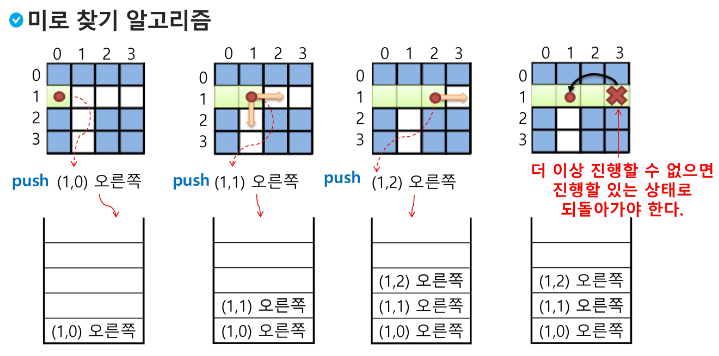 미로 찾기 알고리즘
0 1 2 3
0
1
2
3
push (1,0) 오른쪽
(1,0) 오른쪽
0 1 2 3
0
1
2
3
push (1,1) 오른쪽
(1,1) 오른쪽
(1,0) 오른쪽
0 1 2 3
0
1
2
3
push (1,2) 오른쪽
(1,2) 오른쪽
(1,1) 오른쪽
(1,0) 오른쪽
0 1 2 3
0
1
2
3
더 이상 진행할 수 없으면
진행할 있는 상태로
되돌아가야 한다.
(1,2) 오른쪽
(1,1) 오른쪽
(1,0) 오른쪽